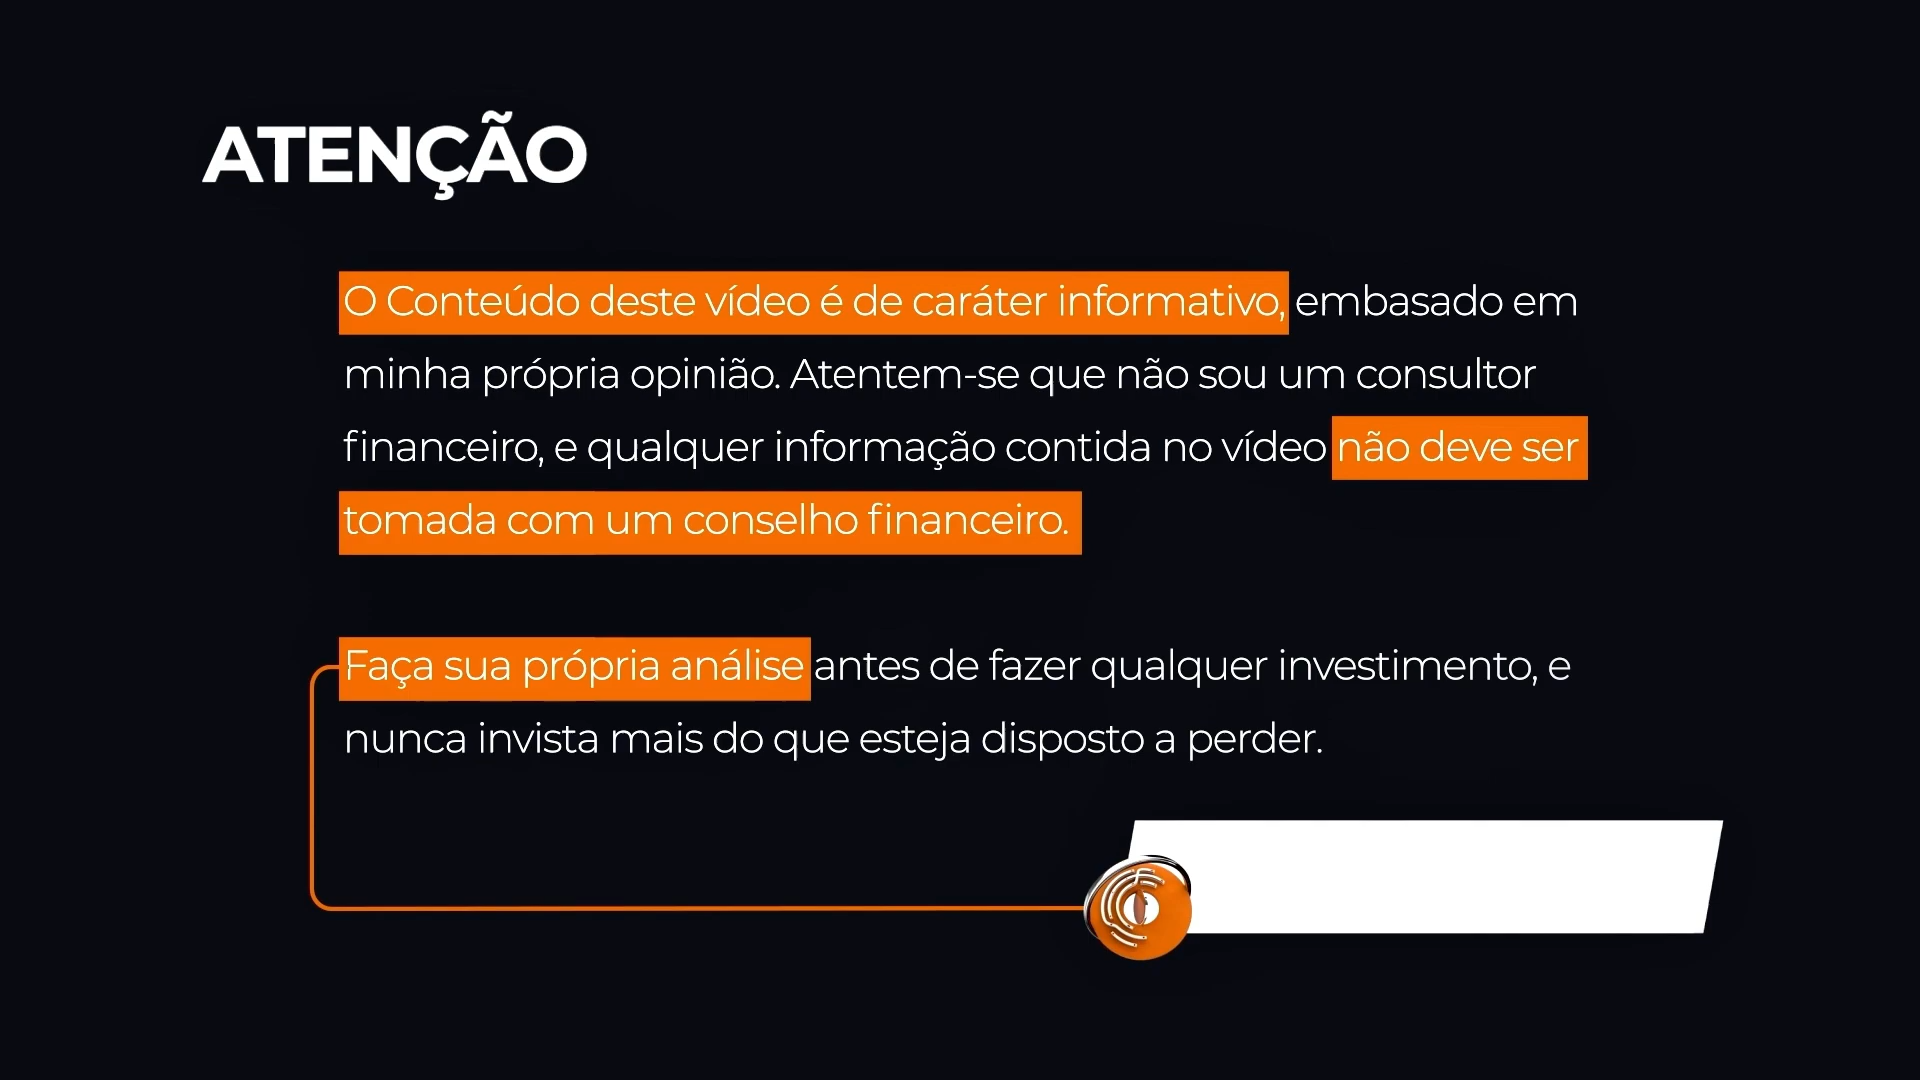 ATENÇÃO
O Conteúdo deste vídeo é de caráter informativo, embasado em
minha própria opinião. Atentem-se que não sou um consultor
financeiro, e qualquer informação contida no vídeo não deve ser
tomada com um conselho financeiro.
Faça sua própria análise antes de fazer qualquer investimento, e
nunca invista mais do que esteja disposto a perder.